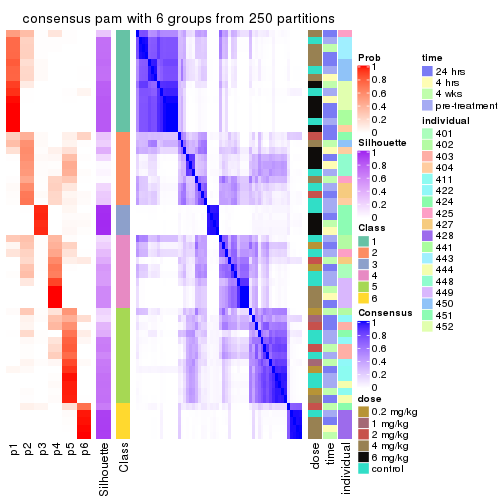 consensus pam with 6 groups from 250 partitions
Prob
1
0.8
0.6
0.4
0.2
0
Silhouette
1
0.8
0.6
0.4
0.2
0
Class
1
2
3
4
5
6
Consensus
1
0.8
0.6
0.4
0.2
0
dose
0.2 mg/kg
1 mg/kg
2 mg/kg
4 mg/kg
6 mg/kg
control
time
24 hrs
4 hrs
4 wks
pre-treatment
individual
401
402
403
404
411
422
424
425
427
428
441
443
444
448
449
450
451
452
p1
p2
p3
p4
p5
p6
Silhouette
Class
dose
time
individual